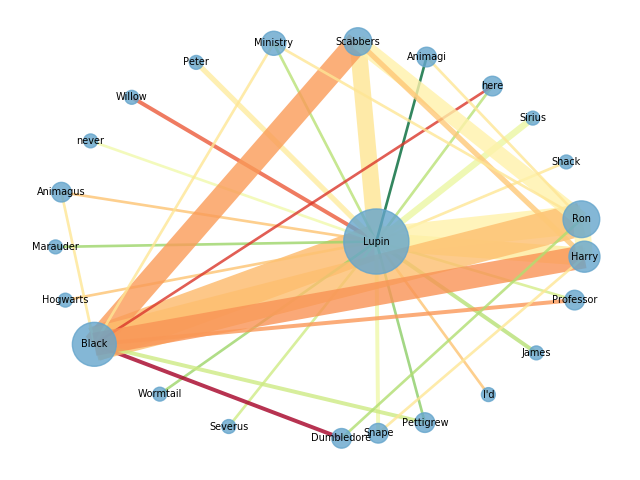 Scabbers
Ministry
Animagi
Peter
here
Willow
Sirius
never
Shack
Animagus
Ron
Lupin
Marauder
Harry
Hogwarts
Professor
Black
James
Wormtail
I'd
Pettigrew
Severus
Snape
Dumbledore